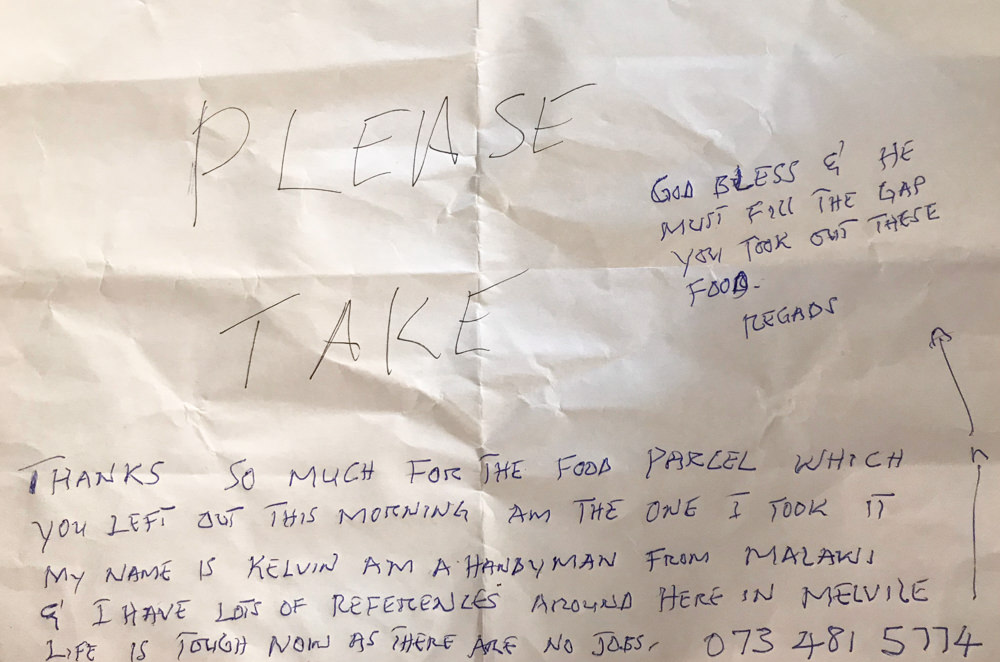 PLEASE
TAKE
THANKS SO MUCH FOR THE FOOD PARCEL WHICH
YOU LEFT OUT THIS MORNING AM THE ONE I TOOK IT
MY NAME IS KELVIN AM A HANDYMAN FROM MALAWI
& I HAVE LOTS OF REFERENCES AROUND HERE IN MELVILE
LIFE IS TOUGH NOW AS THERE ARE NO JOBS. 073 481 5774
GOD BLESS & HE
MUST FILL THE GAP
YOU TOOK OUT THESE
FOOD.
REGADS